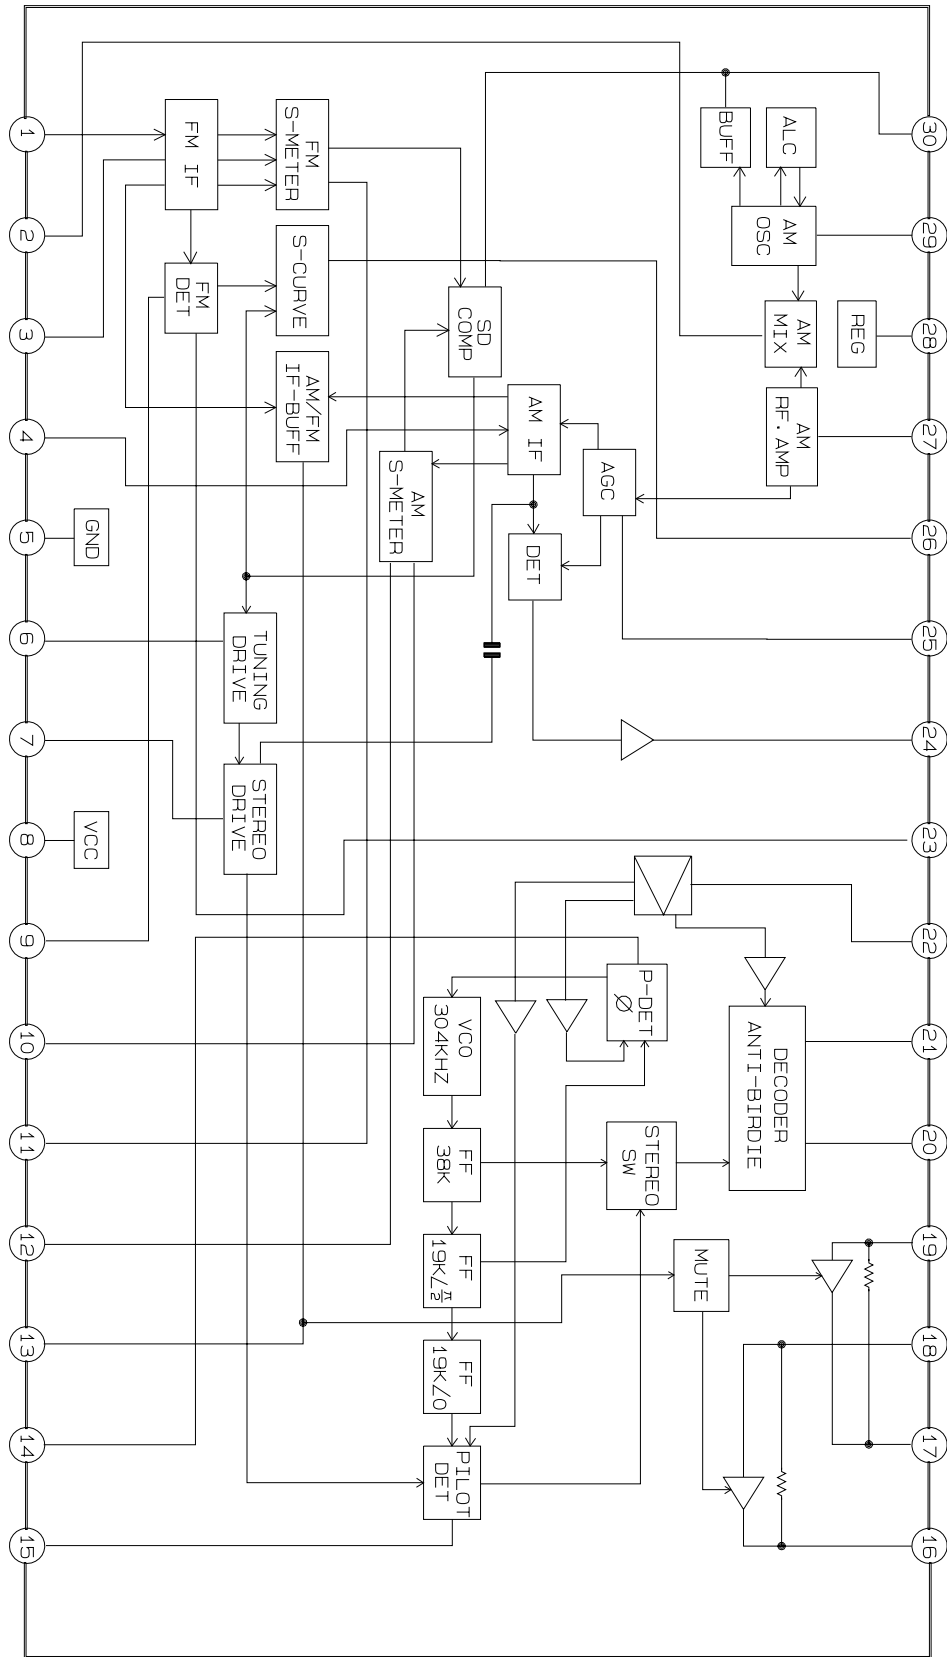 1
2
3
4
5
6
7
8
9
10
11
12
13
14
15
30
29
28
27
26
25
24
23
22
21
20
19
18
17
16
FM IF
FM
S-METER
BUFF
ALC
AM
OSC
S-CURVE
FM
DET
SD
COMP
AM
MIX
REG
AM/FM
IF-BUFF
AM IF
AM
RF.AMP
AM
S-METER
AGC
GND
DET
TUNING
DRIVE
STEREO
DRIVE
VCC
P-DET
Ø
VCO
304KHZ
DECODER
ANTI-BIRDIE
FF
38K
STEREO
SW
FF
19K/π/2
MUTE
FF
19K/0
PILOT
DET